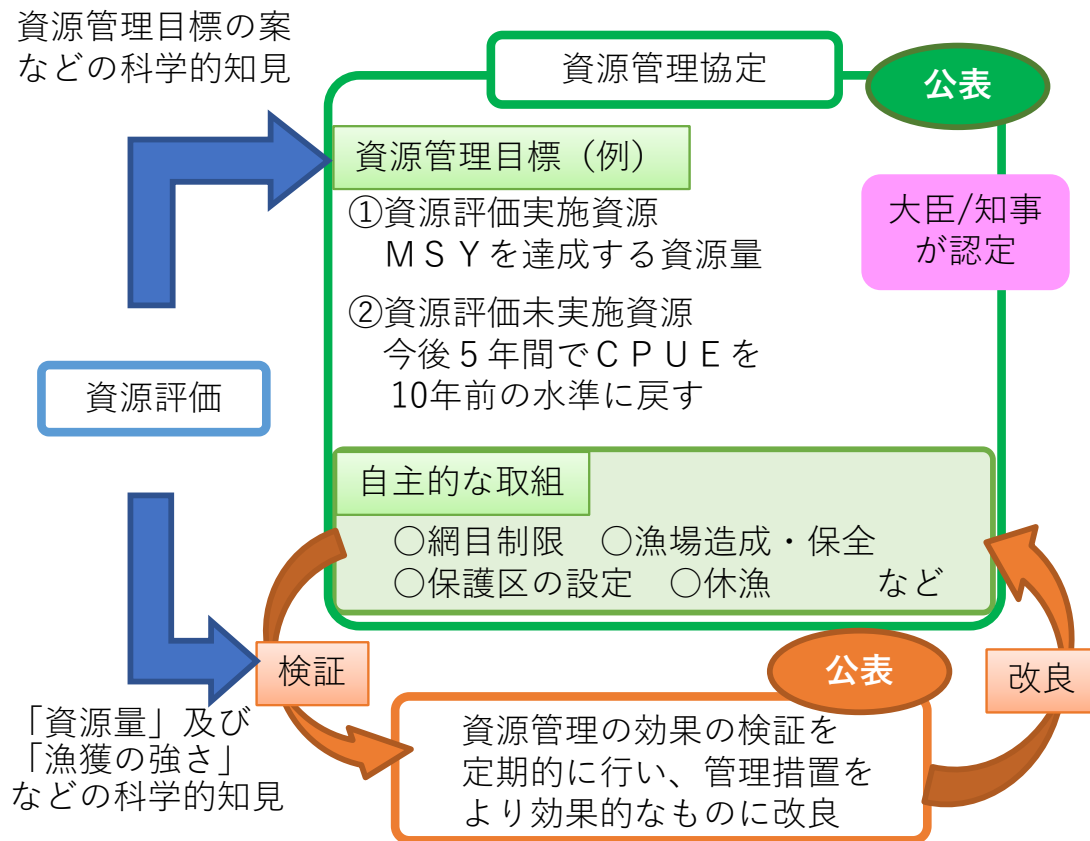 資源管理目標の案
などの科学的知見
資源管理協定
公表
資源管理目標（例）
①資源評価実施資源
ＭＳＹを達成する資源量
②資源評価未実施資源
今後５年間でＣＰＵＥを
10年前の水準に戻す
大臣/知事
が認定
資源評価
自主的な取組
○網目制限　○漁場造成・保全
○保護区の設定　○休漁　　　など
検証
「資源量」及び
「漁獲の強さ」
などの科学的知見
公表
資源管理の効果の検証を
定期的に行い、管理措置を
より効果的なものに改良
改良